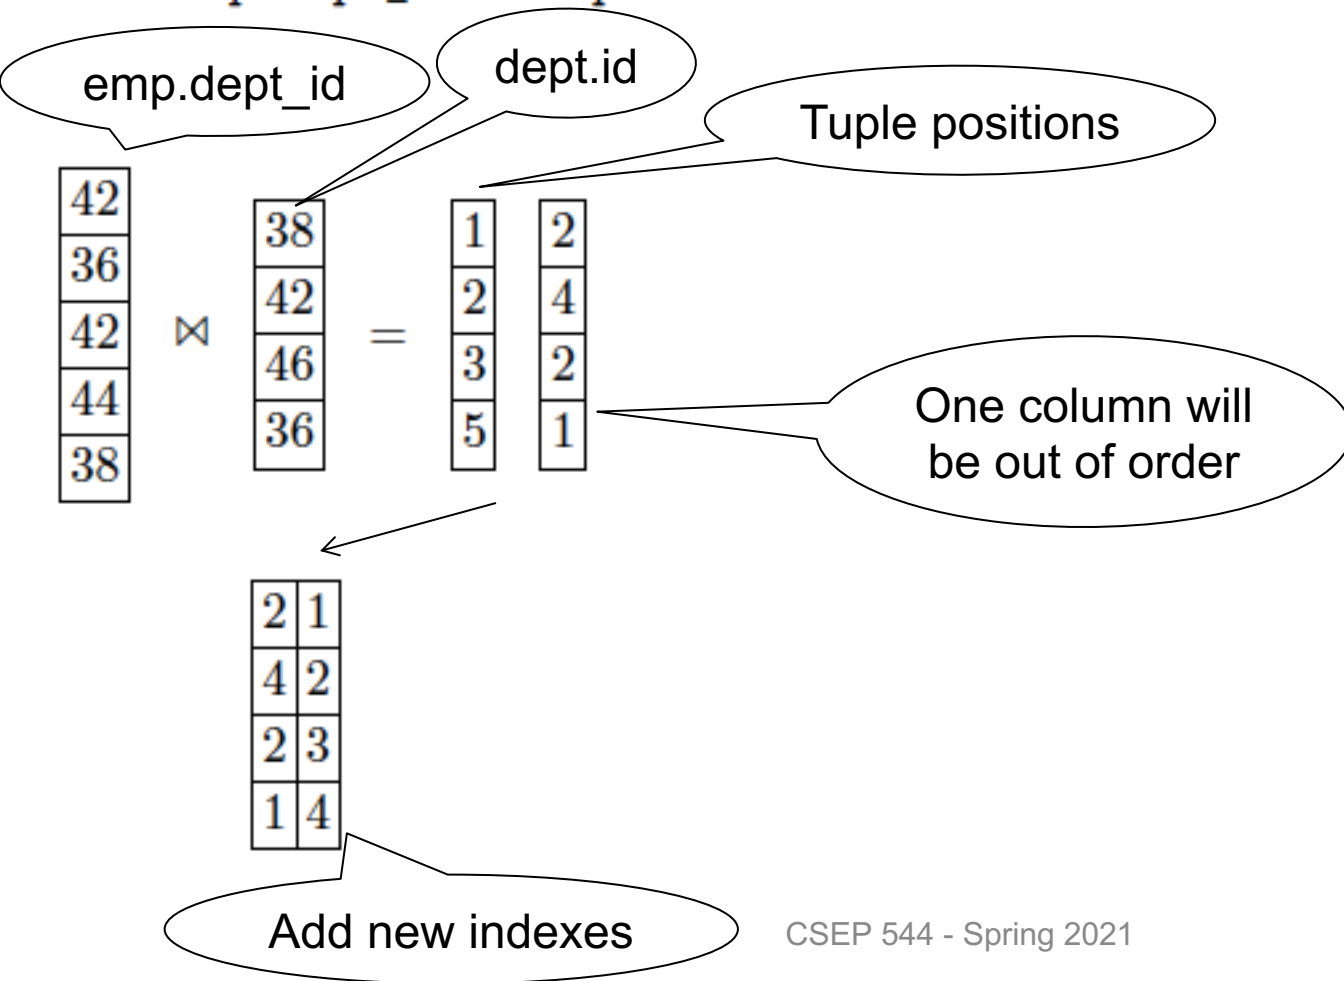 emp.dept_id
dept.id
Tuple positions
42
36
42
44
38
⋈
38
42
46
36
=
1 2
2 4
3 2
5 1
One column will
be out of order
2 1
4 2
2 3
1 4
Add new indexes
CSEP 544 - Spring 2021